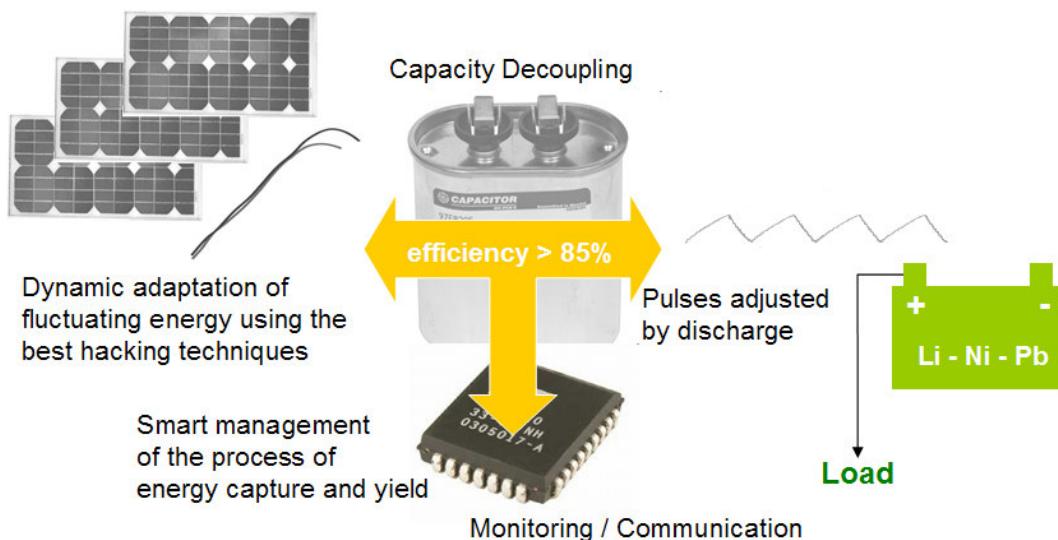 Capacity Decoupling
CAPACITOR
efficiency > 85%
Dynamic adaptation of
fluctuating energy using the
best hacking techniques
Pulses adjusted
by discharge
+ -
Li - Ni - Pb
Smart management
of the process of
energy capture and yield
NH
0305017-A
Load
Monitoring / Communication